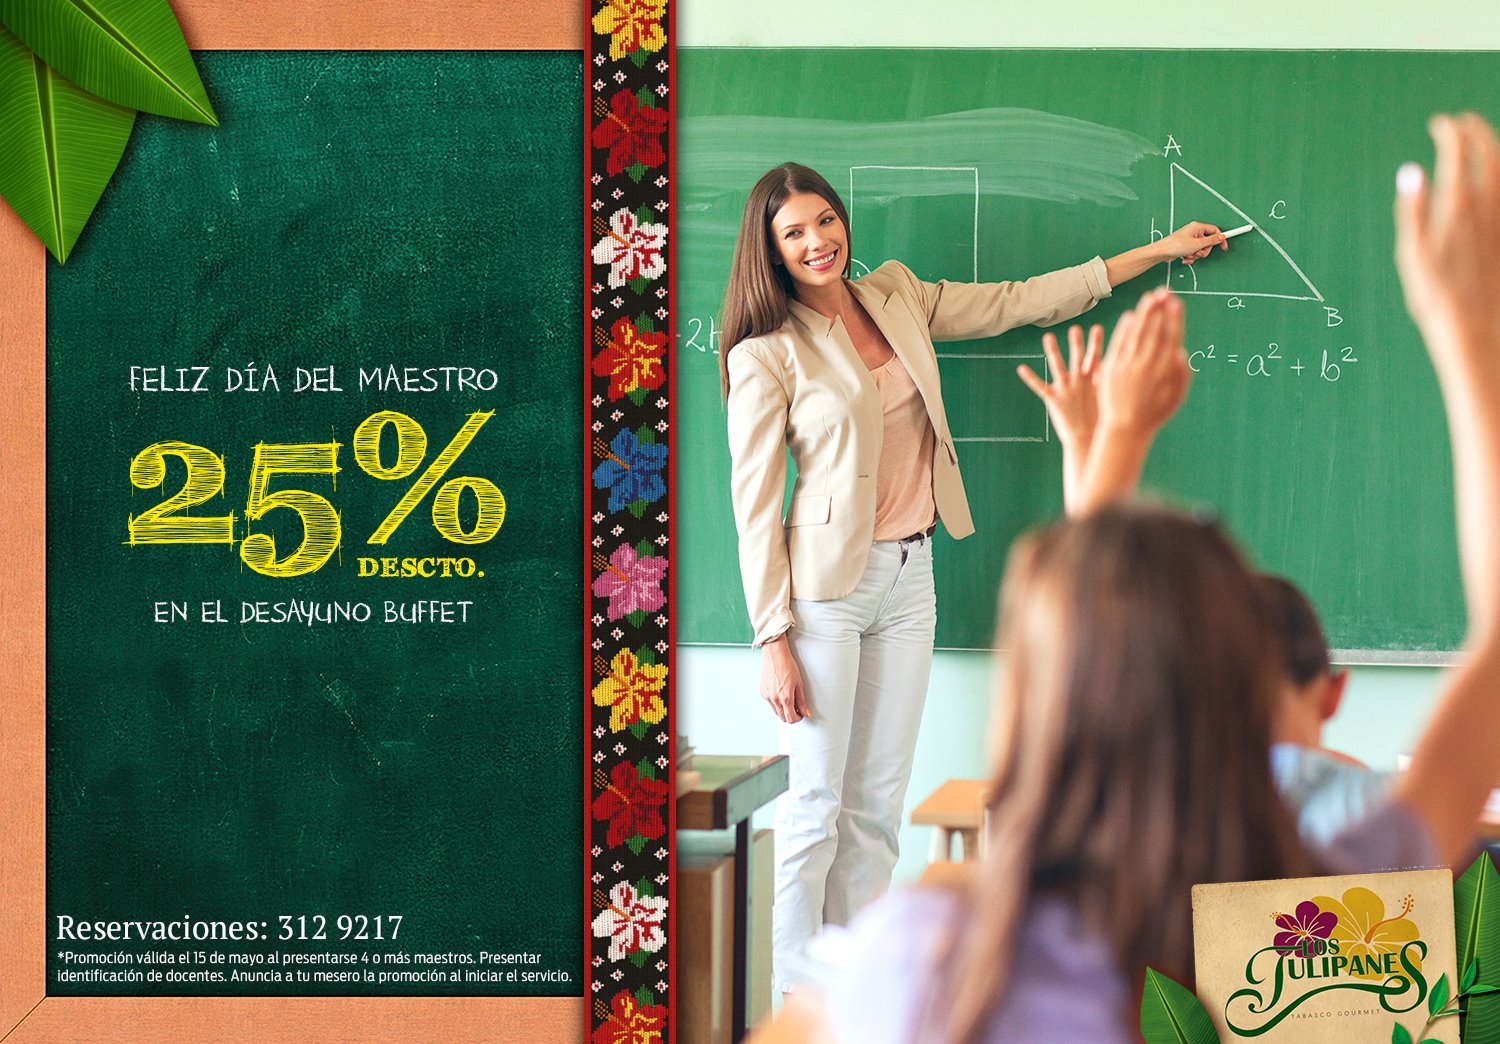 FELIZ DÍA DEL MAESTRO
25%
DESCTO.
EN EL DESAYUNO BUFFET
Reservaciones: 312 9217
*Promoción válida el 15 de mayo al presentarse 4 o más maestros. Presentar
identificación de docentes. Anuncia a tu mesero la promoción al iniciar el servicio.
A
C
b
a
B
c² = a² + b²
LOS
TULIPANES
TABASCO GOURMET